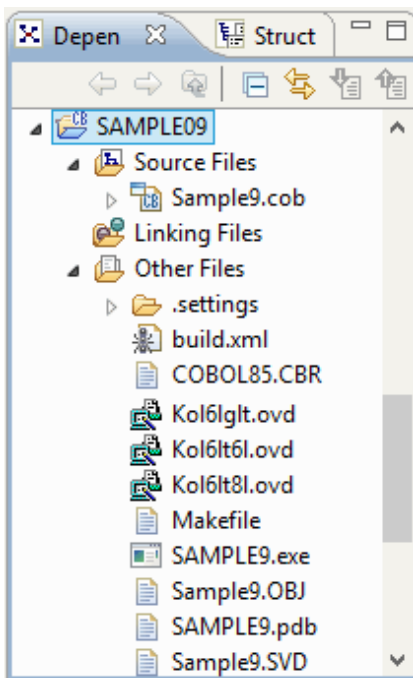 Depen Struct
SAMPLE09
Source Files
Sample9.cob
Linking Files
Other Files
.settings
build.xml
COBOL85.CBR
Kol6lglt.ovd
Kol6lt6l.ovd
Kol6lt8l.ovd
Makefile
SAMPLE9.exe
Sample9.OBJ
SAMPLE9.pdb
Sample9.SVD